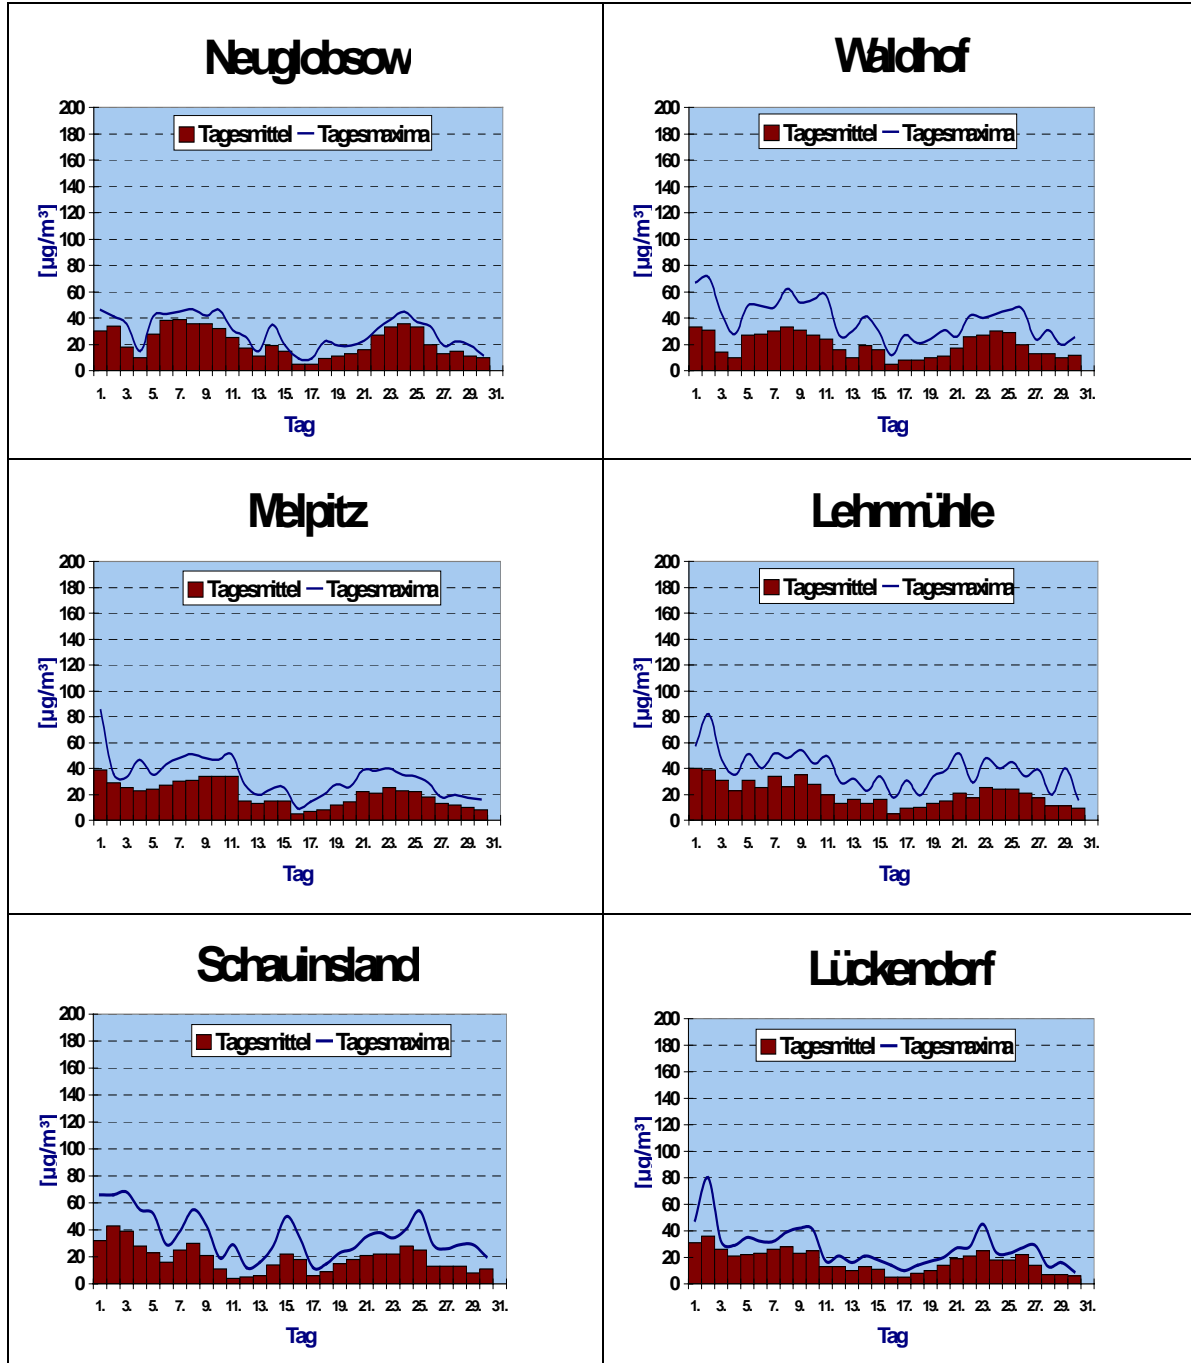 Neuglobsow
200
180
160
140
120
100
80
60
40
20
0
[µg/m³]
Tagesmittel Tagesmaxima
1. 3. 5. 7. 9. 11. 13. 15. 17. 19. 21. 23. 25. 27. 29. 31.
Tag
Waldhof
200
180
160
140
120
100
80
60
40
20
0
[µg/m³]
Tagesmittel Tagesmaxima
1. 3. 5. 7. 9. 11. 13. 15. 17. 19. 21. 23. 25. 27. 29. 31.
Tag
Melpitz
200
180
160
140
120
100
80
60
40
20
0
[µg/m³]
Tagesmittel Tagesmaxima
1. 3. 5. 7. 9. 11. 13. 15. 17. 19. 21. 23. 25. 27. 29. 31.
Tag
Lehnmühle
200
180
160
140
120
100
80
60
40
20
0
[µg/m³]
Tagesmittel Tagesmaxima
1. 3. 5. 7. 9. 11. 13. 15. 17. 19. 21. 23. 25. 27. 29. 31.
Tag
Schauinsland
200
180
160
140
120
100
80
60
40
20
0
[µg/m³]
Tagesmittel Tagesmaxima
1. 3. 5. 7. 9. 11. 13. 15. 17. 19. 21. 23. 25. 27. 29. 31.
Tag
Lückendorf
200
180
160
140
120
100
80
60
40
20
0
[µg/m³]
Tagesmittel Tagesmaxima
1. 3. 5. 7. 9. 11. 13. 15. 17. 19. 21. 23. 25. 27. 29. 31.
Tag